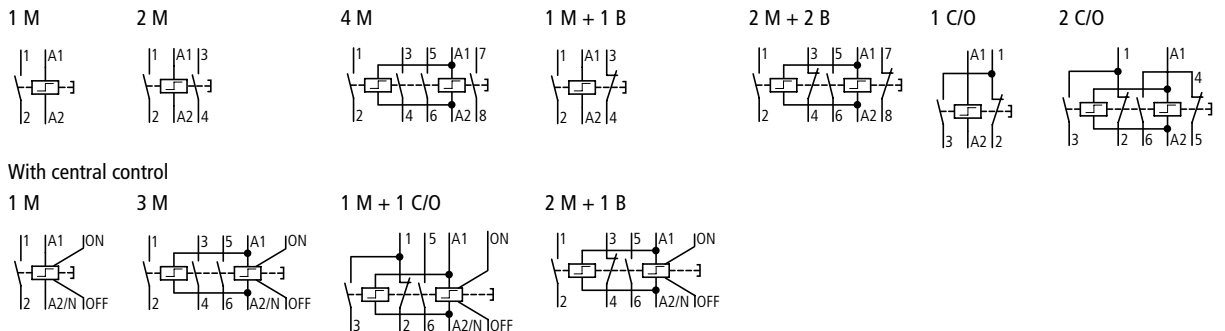 1 M 2 M 4 M 1 M + 1 B 2 M + 2 B 1 C/O 2 C/O
1 A1 1 A1 3 3 5 A1 7 1 A1 3 1 3 5 A1 7 A1 1 1 A1
1 4
2 A2 2 A2 4 2 4 6 A2 8 2 A2 4 2 4 6 A2 8 3 A2 2 3 2 6 A2 5
With central control
1 M 3 M 1 M + 1 C/O 2 M + 1 B
1 A1 ON 1 3 5 A1 ON 1 5 A1 ON 1 3 5 A1 ON
2 A2/N OFF 2 4 6 A2/N OFF 3 2 6 A2/N OFF 2 4 6 A2/N OFF